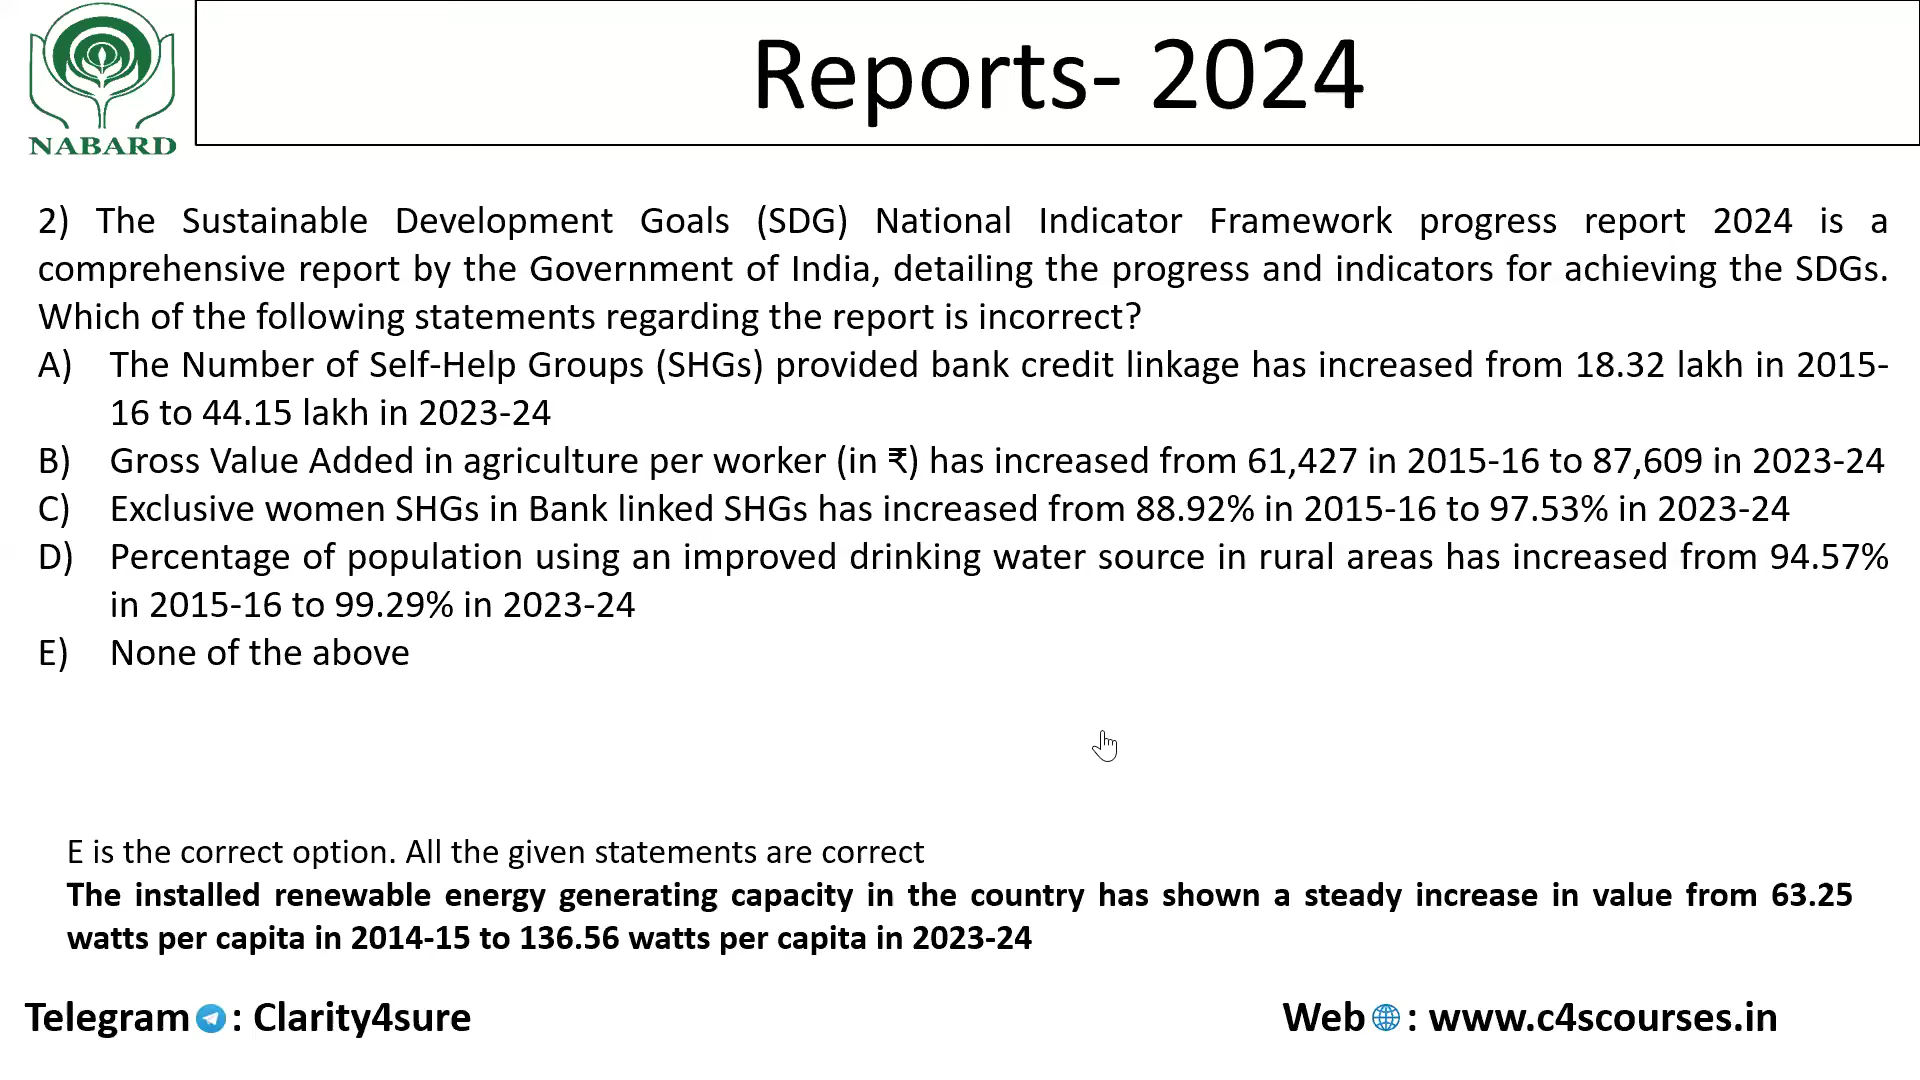 NABARD
Reports- 2024
2) The Sustainable Development Goals (SDG) National Indicator Framework progress report 2024 is a
comprehensive report by the Government of India, detailing the progress and indicators for achieving the SDGs.
Which of the following statements regarding the report is incorrect?
A) The Number of Self-Help Groups (SHGs) provided bank credit linkage has increased from 18.32 lakh in 2015-
16 to 44.15 lakh in 2023-24
B) Gross Value Added in agriculture per worker (in ₹) has increased from 61,427 in 2015-16 to 87,609 in 2023-24
C) Exclusive women SHGs in Bank linked SHGs has increased from 88.92% in 2015-16 to 97.53% in 2023-24
D) Percentage of population using an improved drinking water source in rural areas has increased from 94.57%
in 2015-16 to 99.29% in 2023-24
E) None of the above
E is the correct option. All the given statements are correct
The installed renewable energy generating capacity in the country has shown a steady increase in value from 63.25
watts per capita in 2014-15 to 136.56 watts per capita in 2023-24
Telegram : Clarity4sure
Web : www.c4scourses.in